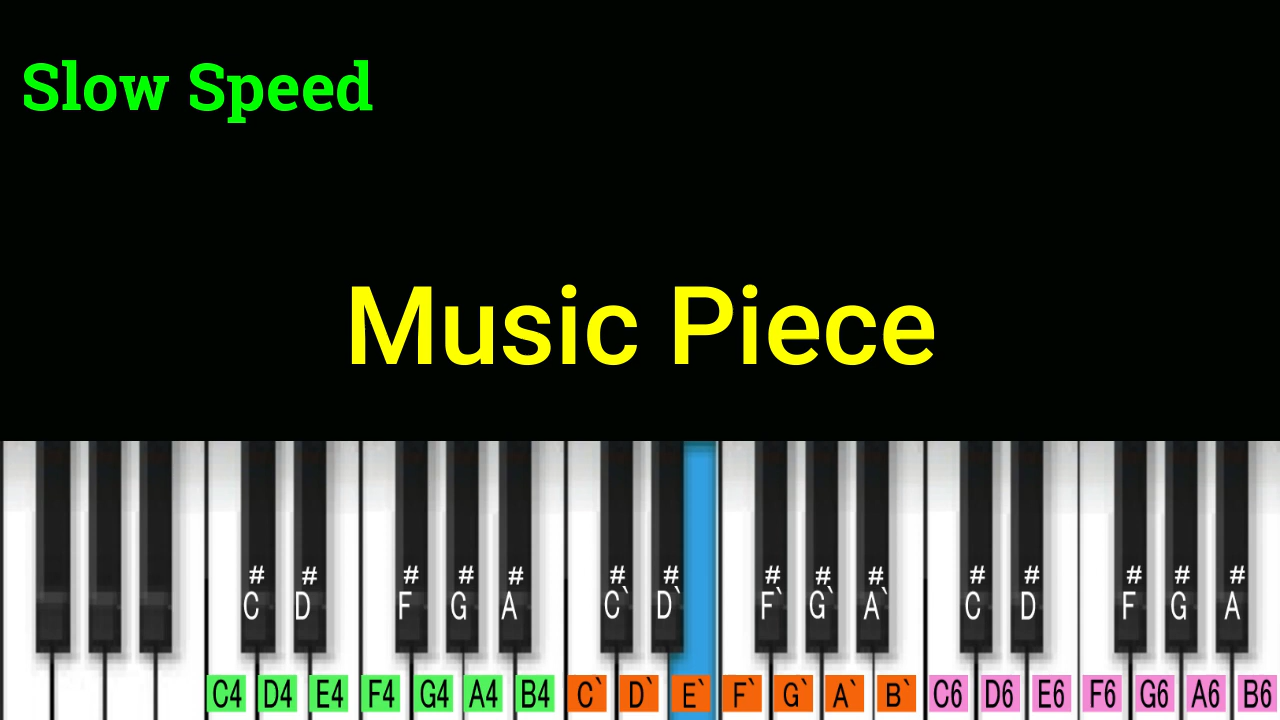 Slow Speed
Music Piece
# # # # # # # # # # # # # # #
C D F G A C` D` F` G` A` C D F G A
C4 D4 E4 F4 G4 A4 B4 C` D` E` F` G` A` B` C6 D6 E6 F6 G6 A6 B6